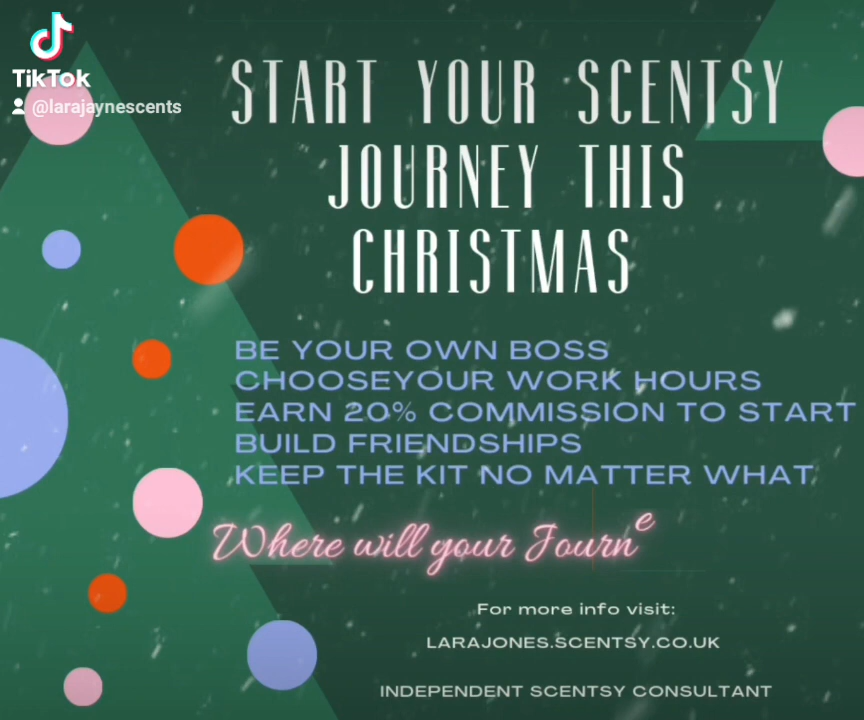 TikTok
@larajaynescents
START YOUR SCENTSY
JOURNEY THIS
CHRISTMAS
BE YOUR OWN BOSS
CHOOSEYOUR WORK HOURS
EARN 20% COMMISSION TO START
BUILD FRIENDSHIPS
KEEP THE KIT NO MATTER WHAT
Where will your Journe
For more info visit:
LARAJONES.SCENTSY.CO.UK
INDEPENDENT SCENTSY CONSULTANT